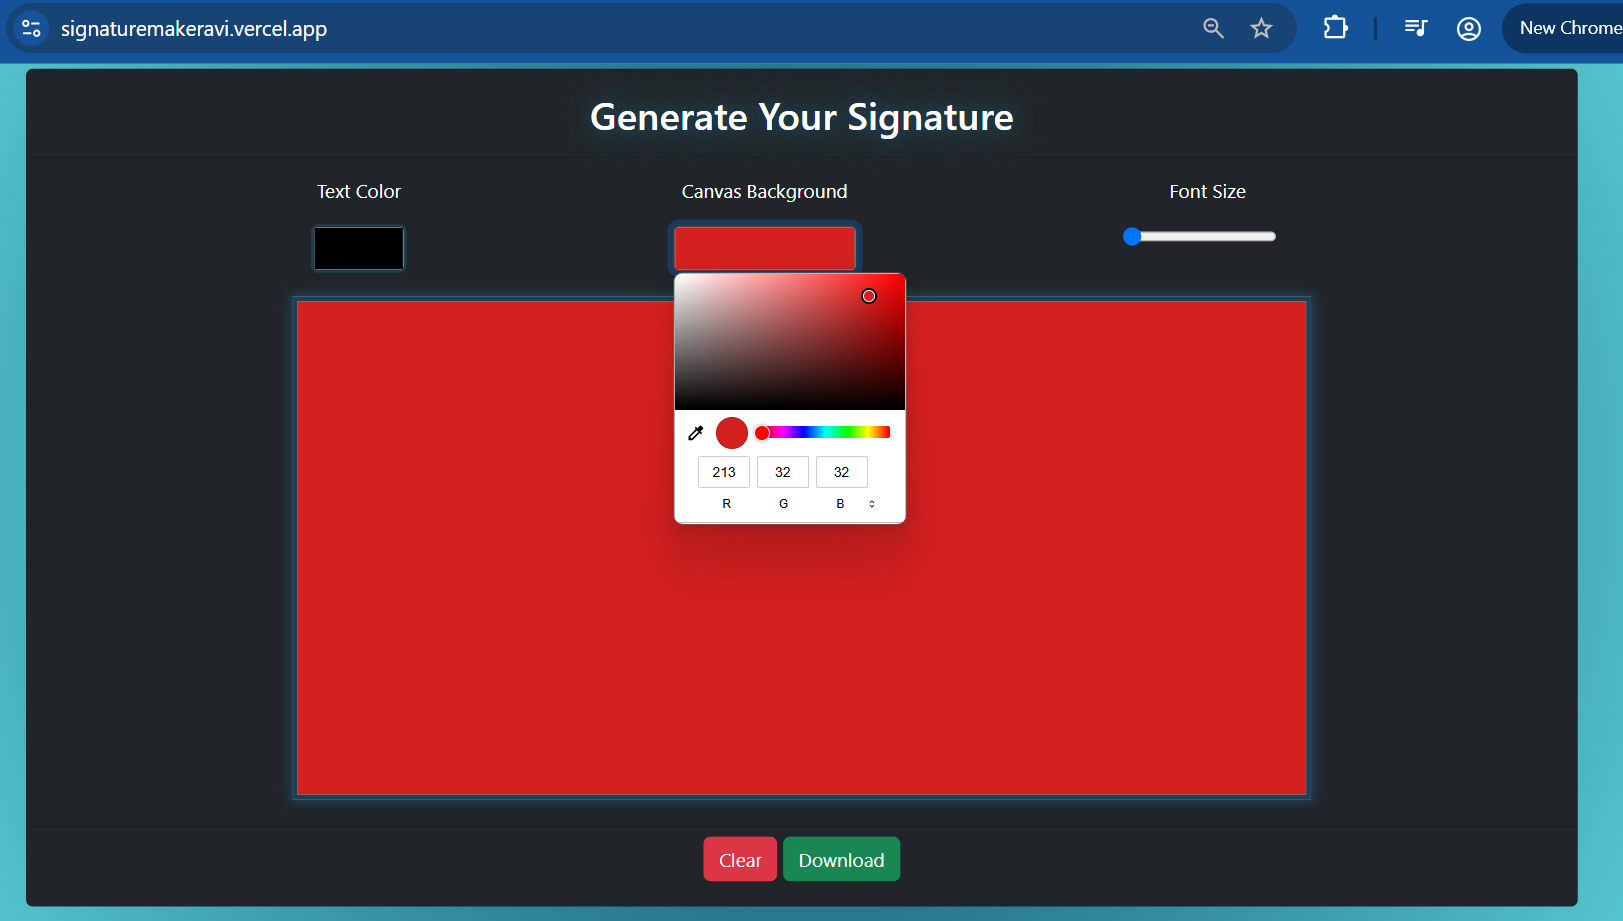 signaturemakeravi.vercel.app
New Chrome
Generate Your Signature
Text Color
Canvas Background
Font Size
213 32 32
R G B
Clear Download